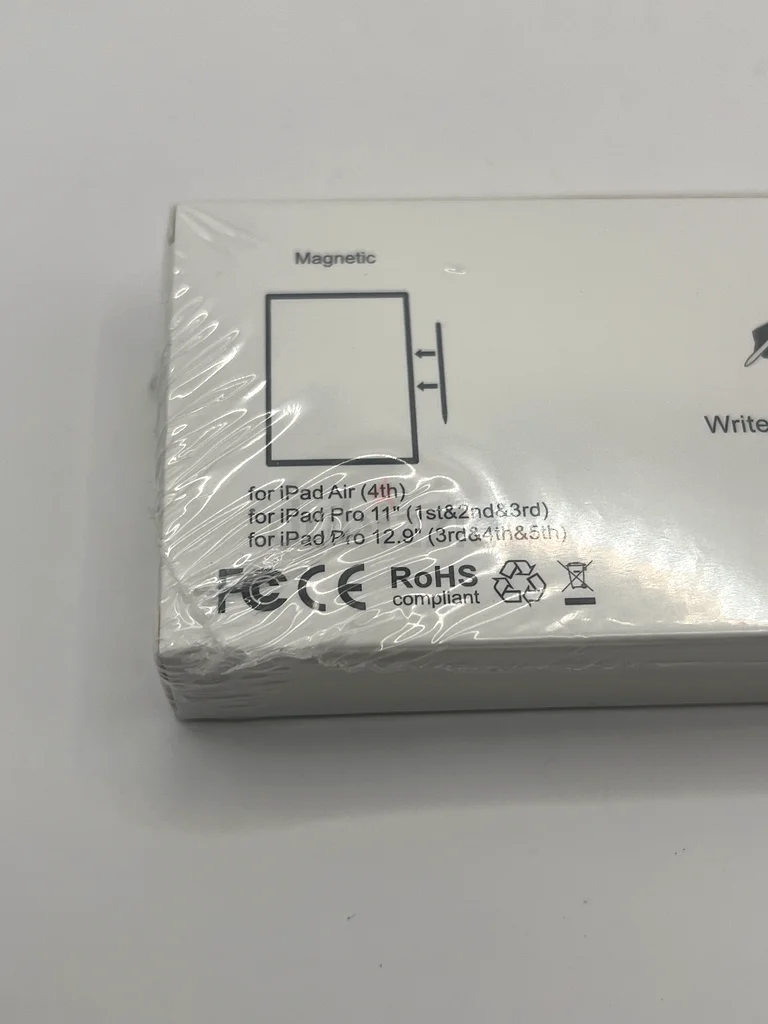 Magnetic
Write
for iPad Air (4th)
for iPad Pro 11" (1st&2nd&3rd)
for iPad Pro 12.9" (3rd&4th&5th)
FC CE RoHS
compliant